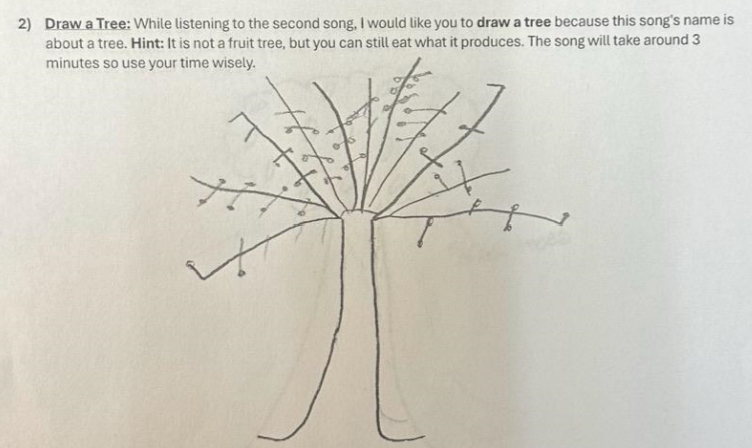 2) Draw a Tree: While listening to the second song, I would like you to draw a tree because this song's name is
about a tree. Hint: It is not a fruit tree, but you can still eat what it produces. The song will take around 3
minutes so use your time wisely.